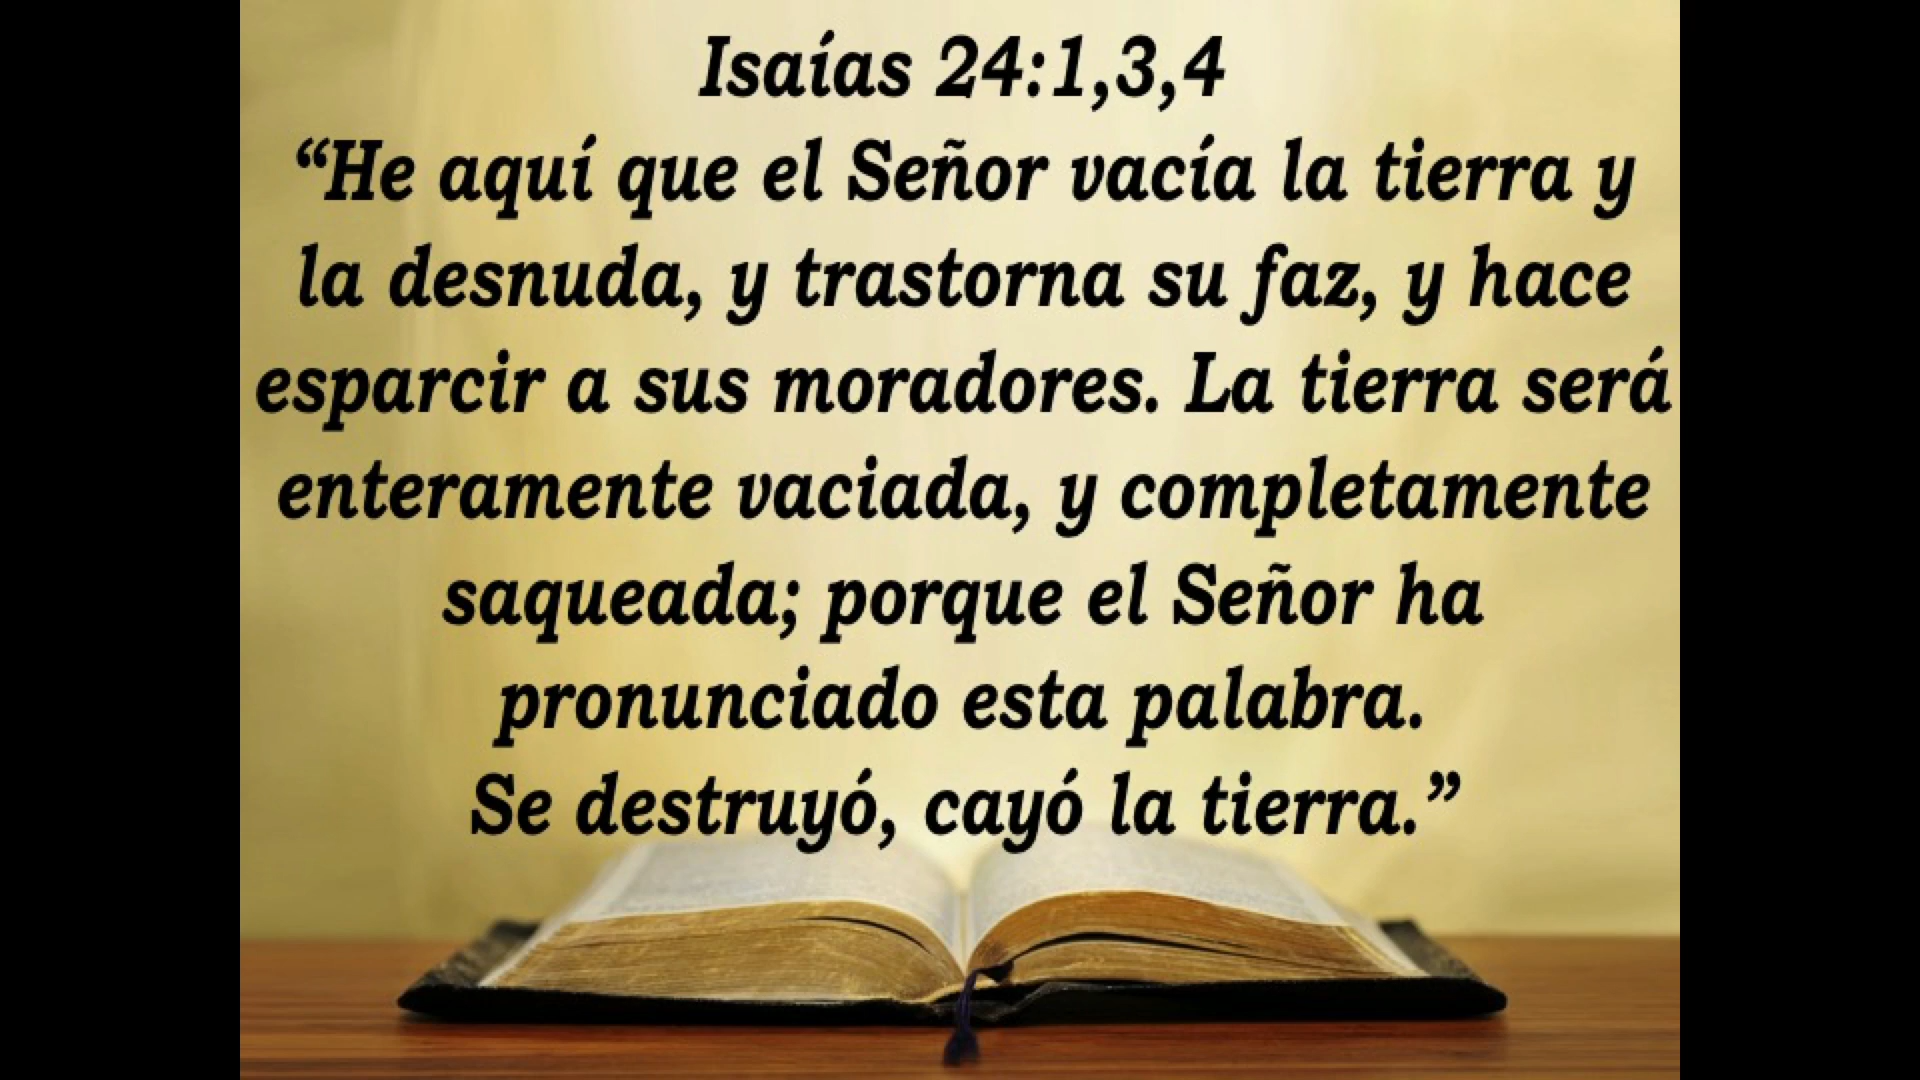 Isaías 24:1,3,4
“He aquí que el Señor vacía la tierra y
la desnuda, y trastorna su faz, y hace
esparcir a sus moradores. La tierra será
enteramente vaciada, y completamente
saqueada; porque el Señor ha
pronunciado esta palabra.
Se destruyó, cayó la tierra.”